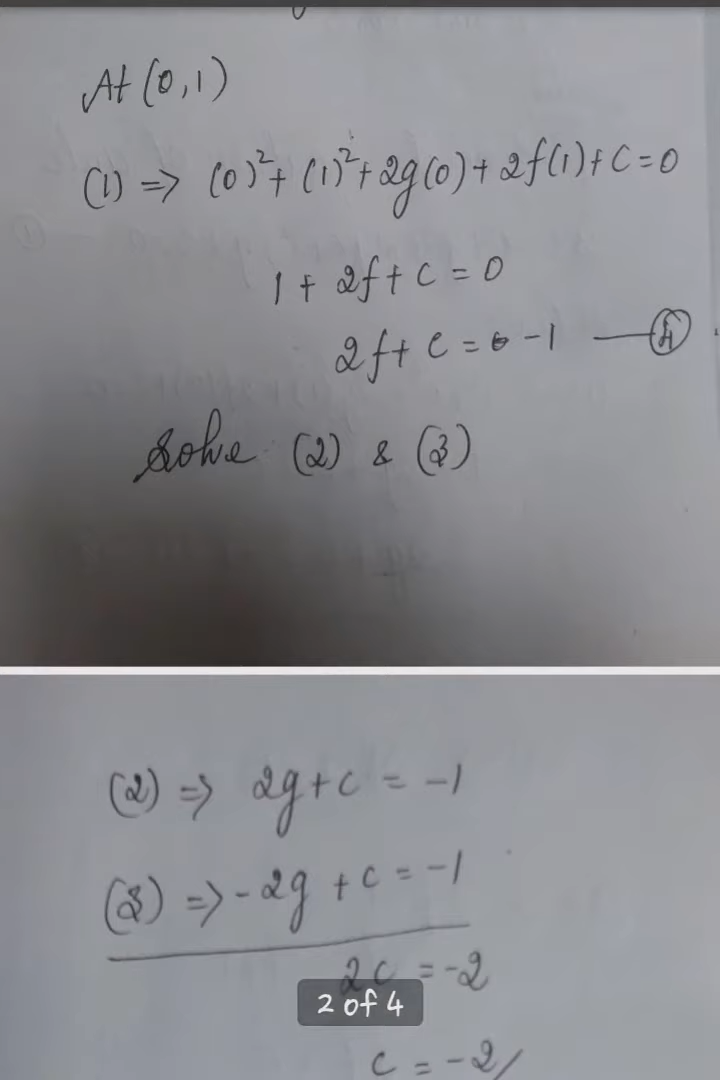 At (0,1)
(1) => (0)²+ (1)²+ 2g(0)+ 2f(1)+ C = 0
1 + 2f + c = 0
2f + c = -1 — (4)
Solve (2) & (3)
(2) => 2g + c = -1
(3) => - 2g + c = -1
2c = -2
2 of 4
c = -2/